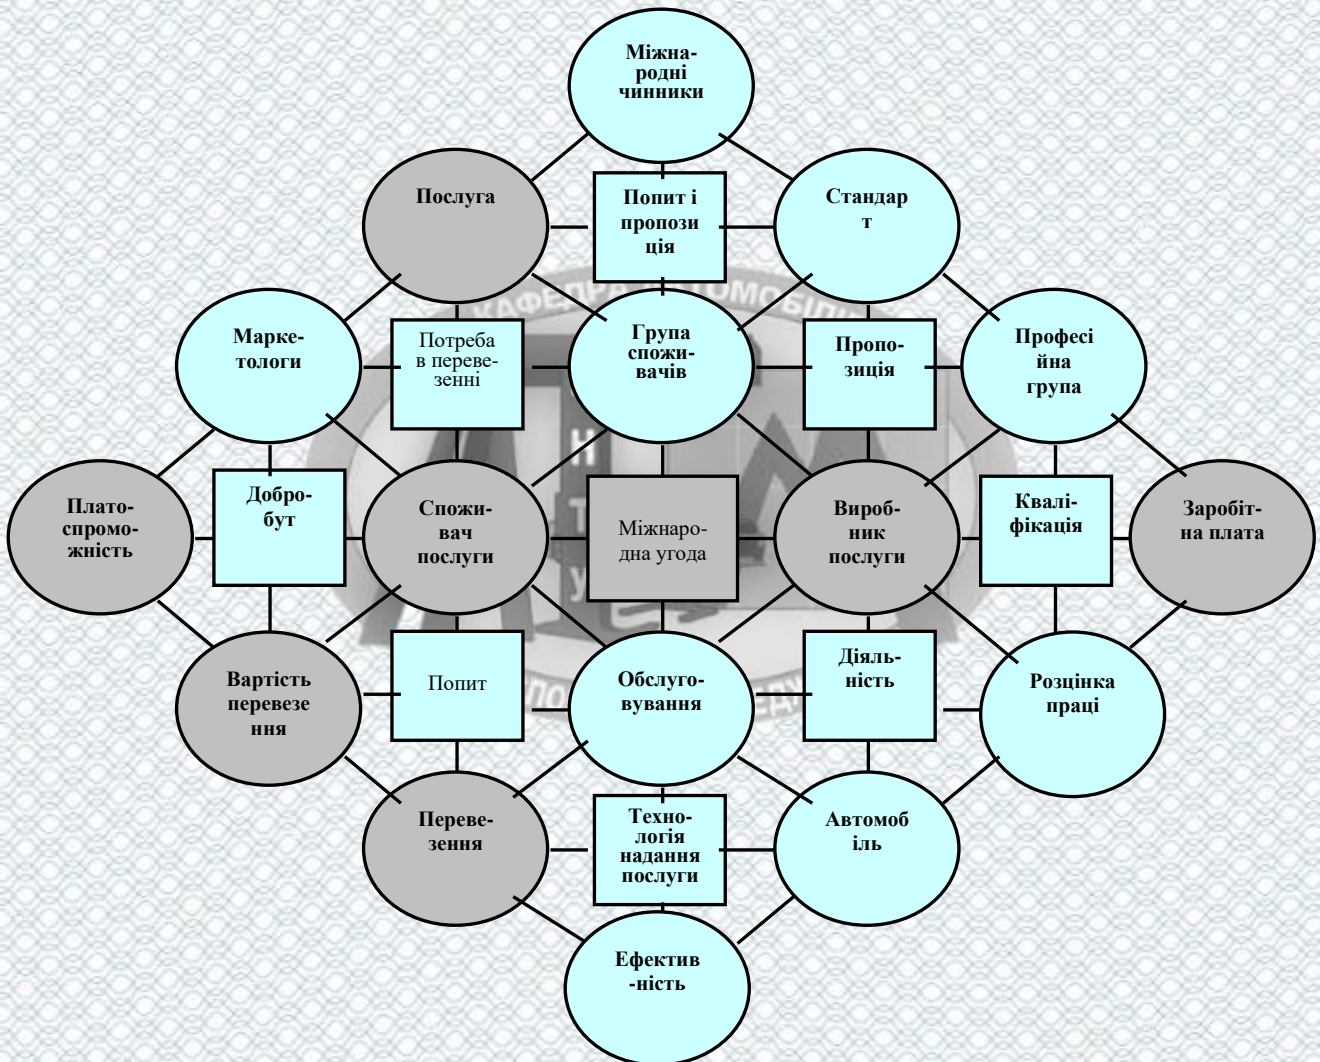 Міжна-
родні
чинники
Послуга
Попит і
пропози
ція
Стандар
т
КАФЕДРА
Марке-
тологи
Потреба
в переве-
зенні
Група
спожи-
вачів
Пропо-
зиція
Професі
йна
група
Н
Т
У
Плато-
спромо-
жність
Добро-
бут
Спожи-
вач
послуги
Міжнаро-
дна угода
Вироб-
ник
послуги
Квалі-
фікація
Заробіт-
на плата
Вартість
перевезе
ння
Попит
Обслуго-
вування
Діяль-
ність
Розцінка
праці
Переве-
зення
Техно-
логія
надання
послуги
Автомоб
іль
Ефектив
-ність